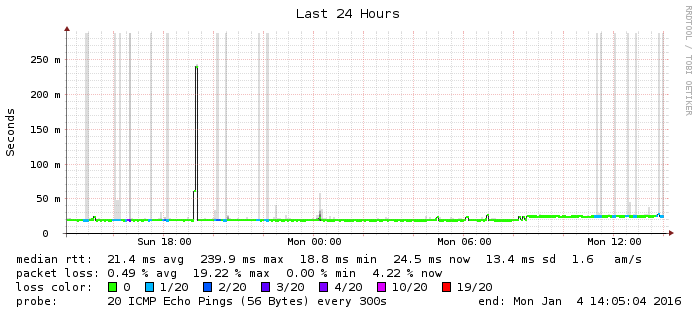 Last 24 Hours
RRDTOOL / TOBI OETIKER
Seconds
250 m
200 m
150 m
100 m
50 m
0
Sun 18:00 Mon 00:00 Mon 06:00 Mon 12:00
median rtt: 21.4 ms avg 239.9 ms max 18.8 ms min 24.5 ms now 13.4 ms sd 1.6 am/s
packet loss: 0.49 % avg 19.22 % max 0.00 % min 4.22 % now
loss color: 0 1/20 2/20 3/20 4/20 10/20 19/20
probe: 20 ICMP Echo Pings (56 Bytes) every 300s end: Mon Jan 4 14:05:04 2016